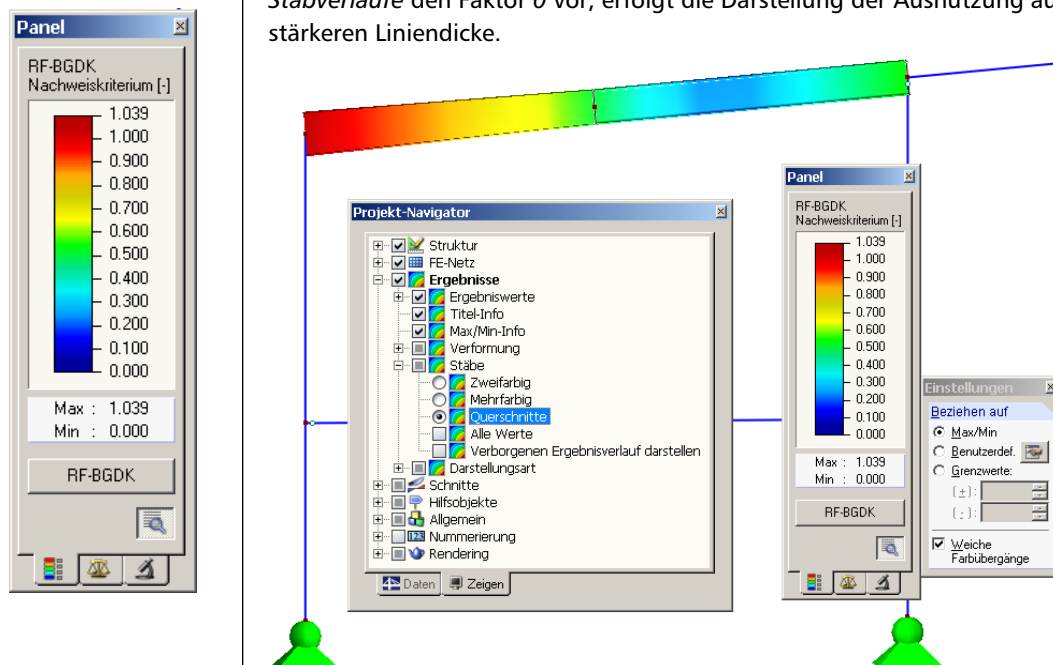 Panel
RF-BGDK
Nachweiskriterium [-]
1.039
1.000
0.900
0.800
0.700
0.600
0.500
0.400
0.300
0.200
0.100
0.000
Max : 1.039
Min : 0.000
RF-BGDK
Stabverläufe den Faktor 0 vor, erfolgt die Darstellung der Ausnutzung au
stärkeren Liniendicke.
Projekt-Navigator
Struktur
FE-Netz
Ergebnisse
Ergebniswerte
Titel-Info
Max/Min-Info
Verformung
Stäbe
Zweifarbig
Mehrfarbig
Querschnitte
Alle Werte
Verborgenen Ergebnisverlauf darstellen
Darstellungsart
Schnitte
Hilfsobjekte
Allgemein
123 Nummerierung
Rendering
Daten Zeigen
Panel
RF-BGDK
Nachweiskriterium [-]
1.039
1.000
0.900
0.800
0.700
0.600
0.500
0.400
0.300
0.200
0.100
0.000
Max : 1.039
Min : 0.000
RF-BGDK
Einstellungen
Beziehen auf
Max/Min
Benutzerdef.
Grenzwerte:
(+):
(-):
Weiche
Farbübergänge